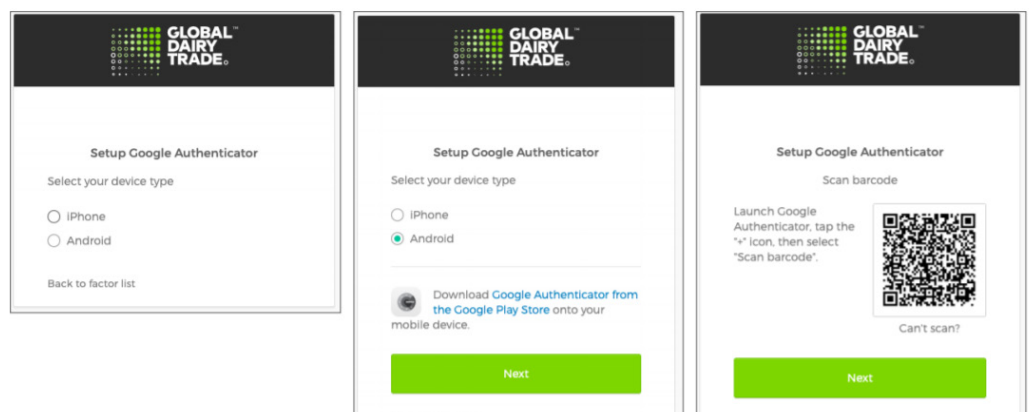 GLOBAL™
DAIRY
TRADE®
Setup Google Authenticator
Select your device type
iPhone
Android
Back to factor list
GLOBAL™
DAIRY
TRADE®
Setup Google Authenticator
Select your device type
iPhone
Android
Download Google Authenticator from
the Google Play Store onto your
mobile device.
Next
GLOBAL™
DAIRY
TRADE®
Setup Google Authenticator
Scan barcode
Launch Google
Authenticator, tap the
"+" icon, then select
"Scan barcode".
Can't scan?
Next